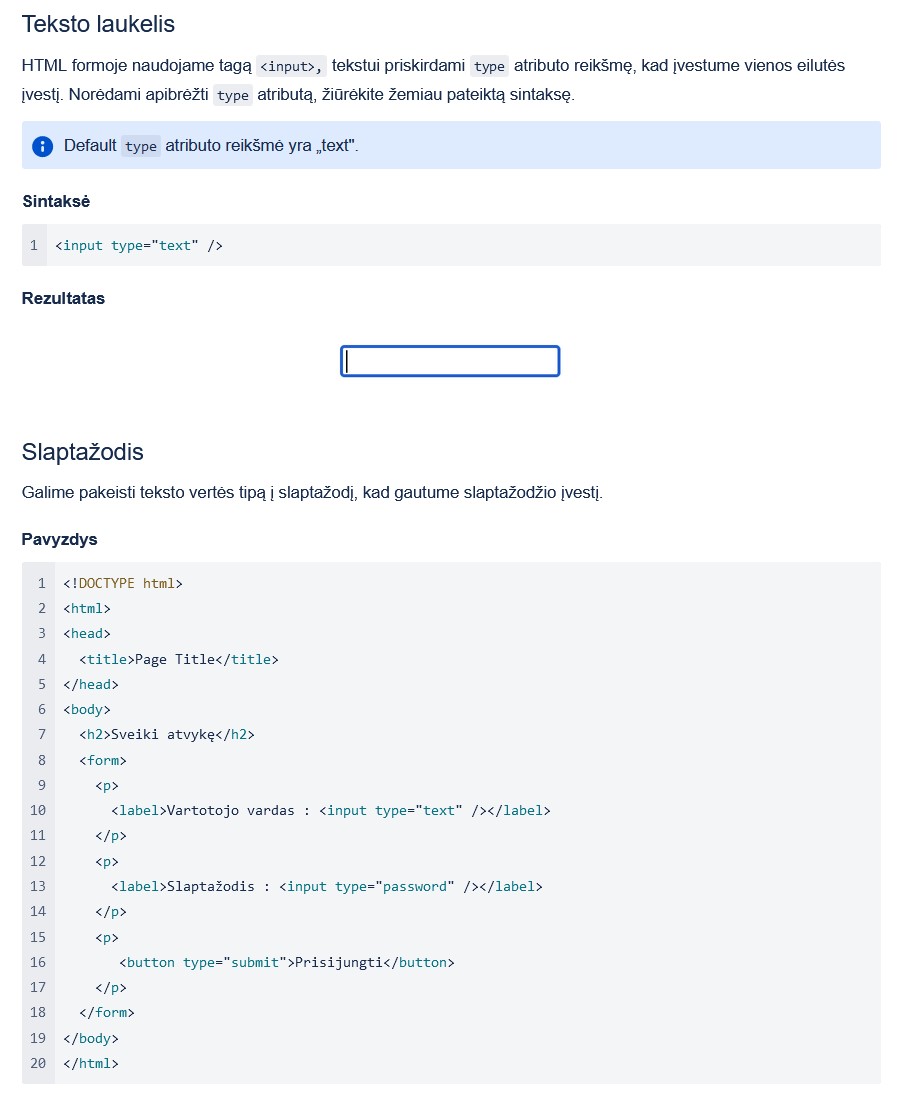 Teksto laukelis
HTML formoje naudojame tagą <input>, tekstui priskirdami type atributo reikšmę, kad įvestume vienos eilutės
įvestį. Norėdami apibrėžti type atributą, žiūrėkite žemiau pateiktą sintaksę.
Default type atributo reikšmė yra „text".
Sintaksė
1 <input type="text" />
Rezultatas
Slaptažodis
Galime pakeisti teksto vertės tipą į slaptažodį, kad gautume slaptažodžio įvestį.
Pavyzdys
1 <!DOCTYPE html>
2 <html>
3 <head>
4   <title>Page Title</title>
5 </head>
6 <body>
7   <h2>Sveiki atvykę</h2>
8   <form>
9     <p>
10       <label>Vartotojo vardas : <input type="text" /></label>
11     </p>
12     <p>
13       <label>Slaptažodis : <input type="password" /></label>
14     </p>
15     <p>
16        <button type="submit">Prisijungti</button>
17     </p>
18   </form>
19 </body>
20 </html>